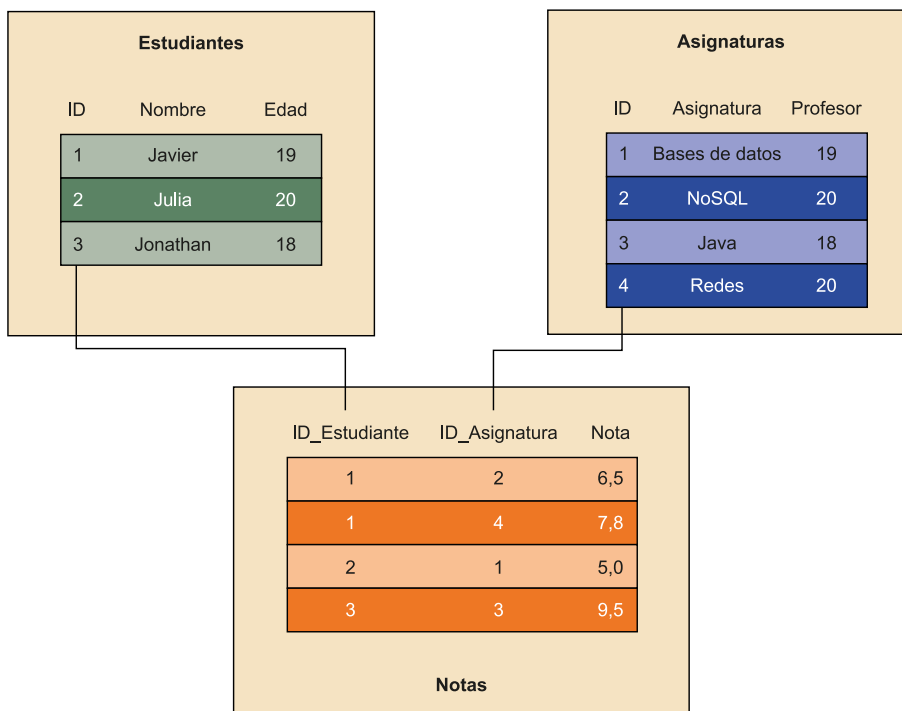 Estudiantes
ID Nombre Edad
1 Javier 19
2 Julia 20
3 Jonathan 18
Asignaturas
ID Asignatura Profesor
1 Bases de datos 19
2 NoSQL 20
3 Java 18
4 Redes 20
ID_Estudiante ID_Asignatura Nota
1 2 6,5
1 4 7,8
2 1 5,0
3 3 9,5
Notas